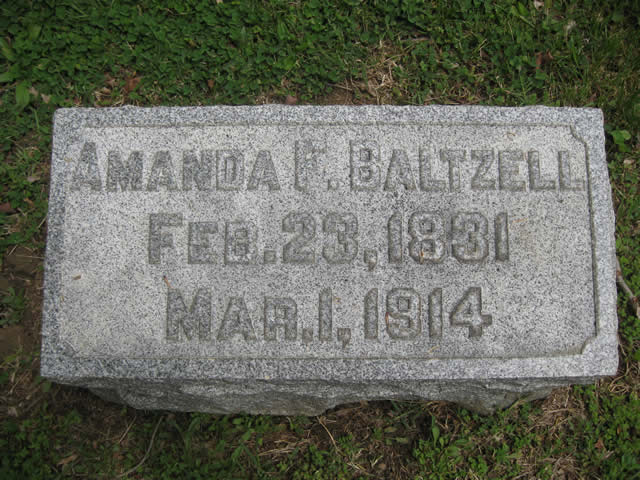 AMANDA F. BALTZELL
FEB. 23, 1831
MAR. 1, 1914